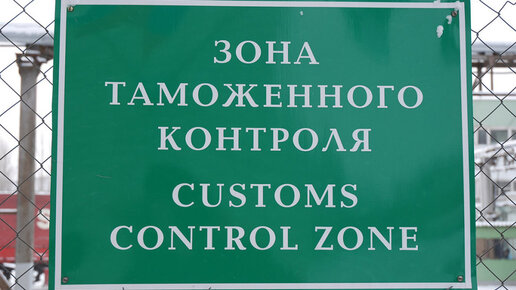 ЗОНА
ТАМОЖЕННОГО
КОНТРОЛЯ
CUSTOMS
CONTROL ZONE